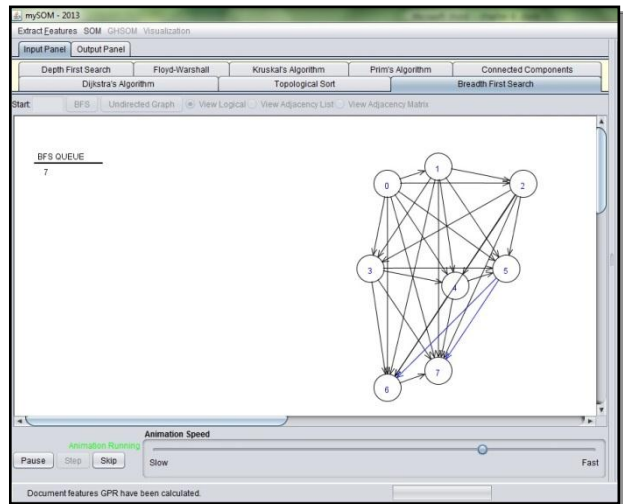 mySOM - 2013
Extract Features SOM GHSOM Visualization
Input Panel Output Panel
Depth First Search Floyd-Warshall Kruskal's Algorithm Prim's Algorithm Connected Components
Dijkstra's Algorithm Topological Sort Breadth First Search
Start: BFS Undirected Graph View Logical View Adjacency List View Adjacency Matrix
BFS QUEUE
7
1
0 2
3 5
4
7
6
Animation Speed
Animation Running
Pause Step Skip Slow Fast
Document features GPR have been calculated.